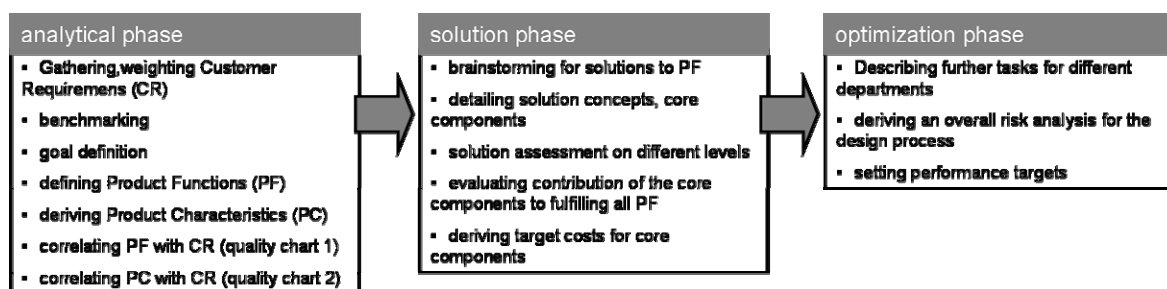 analytical phase
▪ Gathering,weighting Customer
Requiremens (CR)
▪ benchmarking
▪ goal definition
▪ defining Product Functions (PF)
▪ deriving Product Characteristics (PC)
▪ correlating PF with CR (quality chart 1)
▪ correlating PC with CR (quality chart 2)
solution phase
▪ brainstorming for solutions to PF
▪ detailing solution concepts, core
components
▪ solution assessment on different levels
▪ evaluating contribution of the core
components to fulfilling all PF
▪ deriving target costs for core
components
optimization phase
▪ Describing further tasks for different
departments
▪ deriving an overall risk analysis for the
design process
▪ setting performance targets